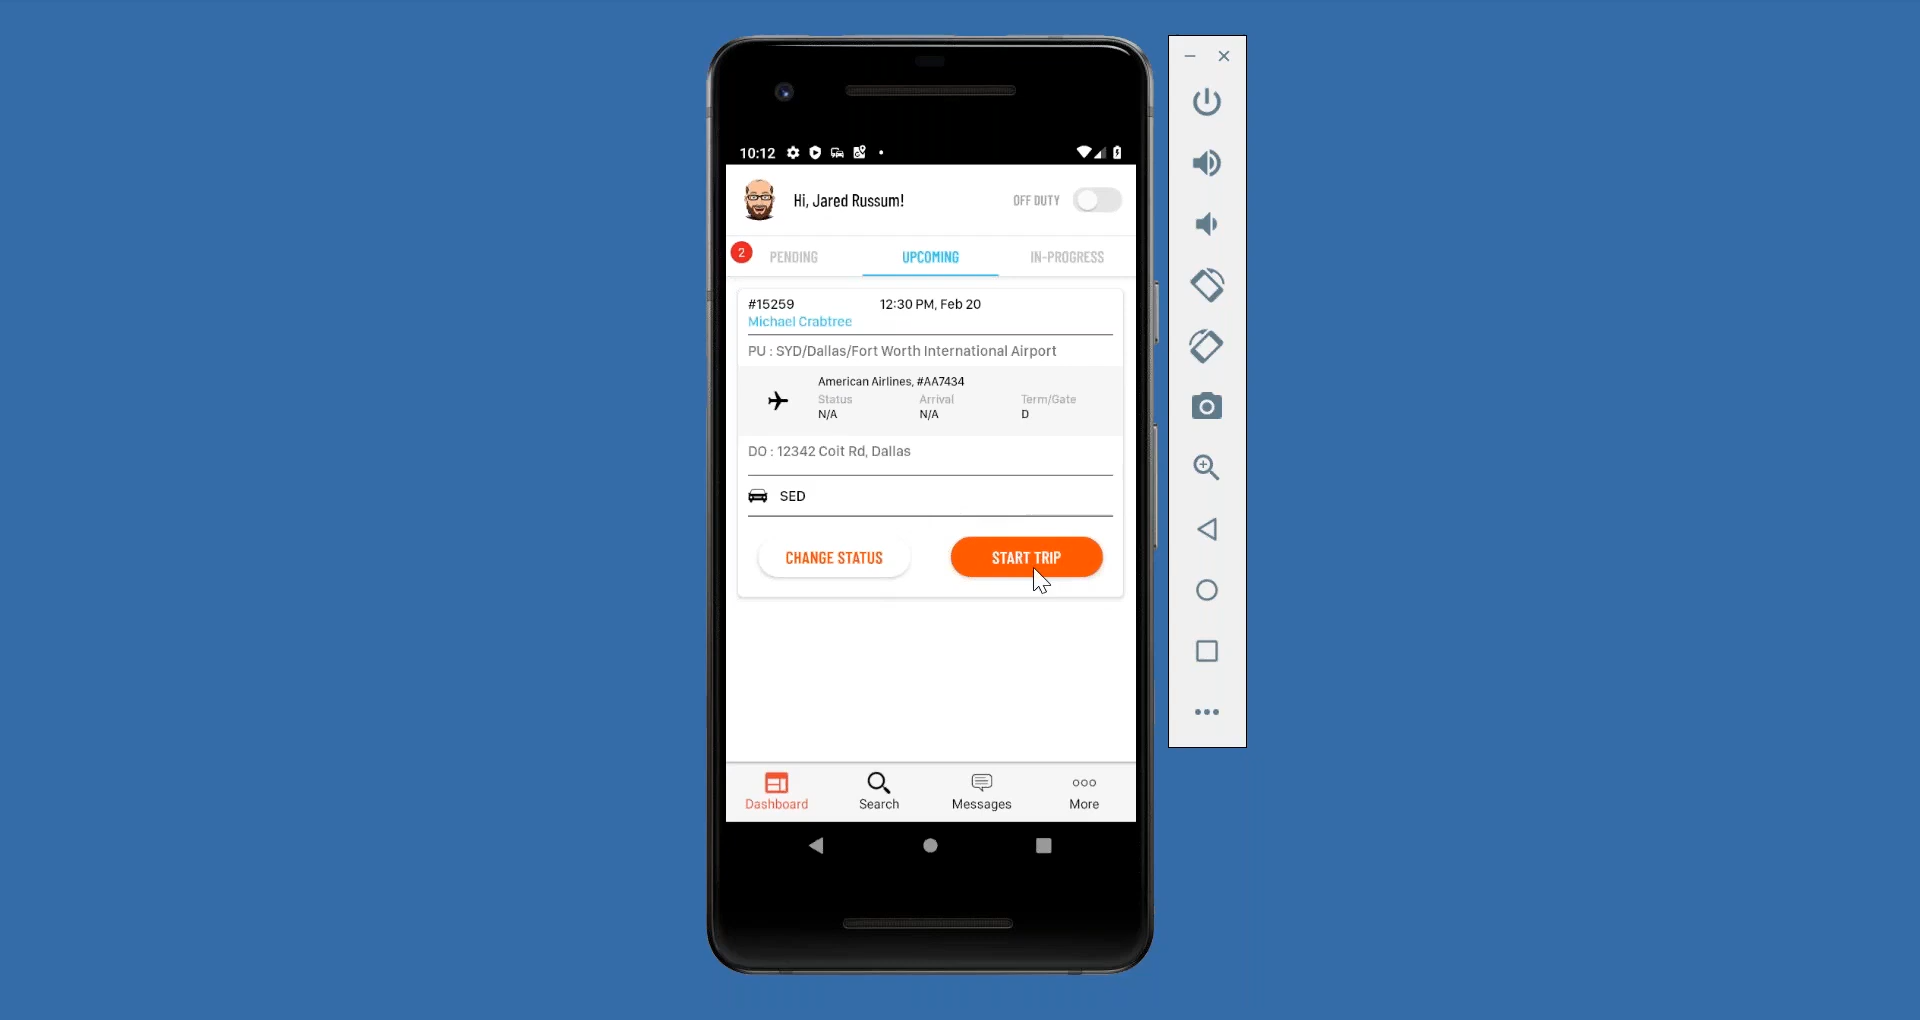 10:12
Hi, Jared Russum!
OFF DUTY
2
PENDING
UPCOMING
IN-PROGRESS
#15259
12:30 PM, Feb 20
Michael Crabtree
PU : SYD/Dallas/Fort Worth International Airport
American Airlines, #AA7434
Status
Arrival
Term/Gate
N/A
N/A
D
DO : 12342 Coit Rd, Dallas
SED
CHANGE STATUS
START TRIP
Dashboard
Search
Messages
More